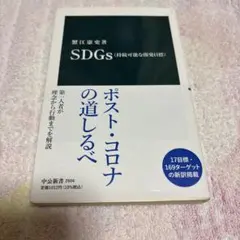 蟹江憲史著
SDGs（持続可能な開発目標）
ポスト・コロナ
の道しるべ
第一人者が
理念から行動までを解説
17目標・
169ターゲット
の新訳掲載
中公新書 2604